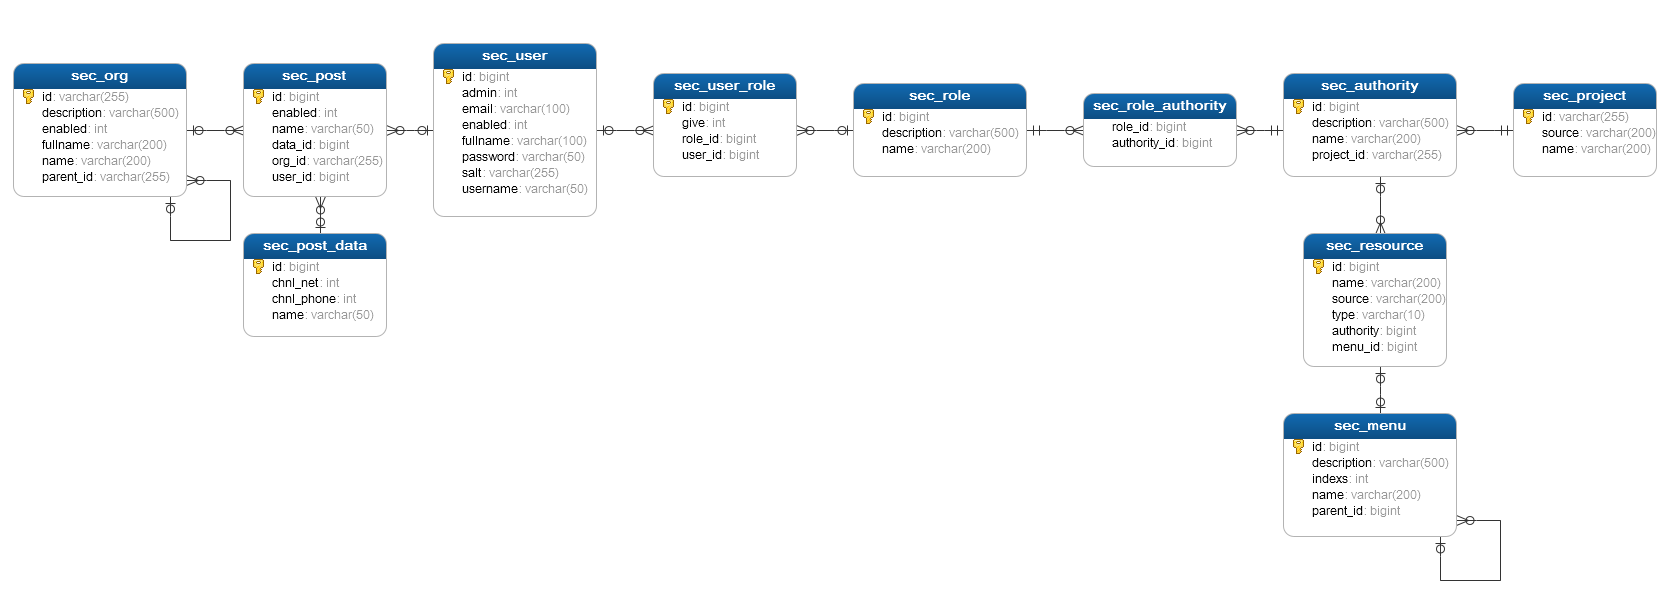 sec_org
id: varchar(255)
description: varchar(500)
enabled: int
fullname: varchar(200)
name: varchar(200)
parent_id: varchar(255)
sec_post
id: bigint
enabled: int
name: varchar(50)
data_id: bigint
org_id: varchar(255)
user_id: bigint
sec_post_data
id: bigint
chnl_net: int
chnl_phone: int
name: varchar(50)
sec_user
id: bigint
admin: int
email: varchar(100)
enabled: int
fullname: varchar(100)
password: varchar(50)
salt: varchar(255)
username: varchar(50)
sec_user_role
id: bigint
give: int
role_id: bigint
user_id: bigint
sec_role
id: bigint
description: varchar(500)
name: varchar(200)
sec_role_authority
role_id: bigint
authority_id: bigint
sec_authority
id: bigint
description: varchar(500)
name: varchar(200)
project_id: varchar(255)
sec_project
id: varchar(255)
source: varchar(200)
name: varchar(200)
sec_resource
id: bigint
name: varchar(200)
source: varchar(200)
type: varchar(10)
authority: bigint
menu_id: bigint
sec_menu
id: bigint
description: varchar(500)
indexs: int
name: varchar(200)
parent_id: bigint